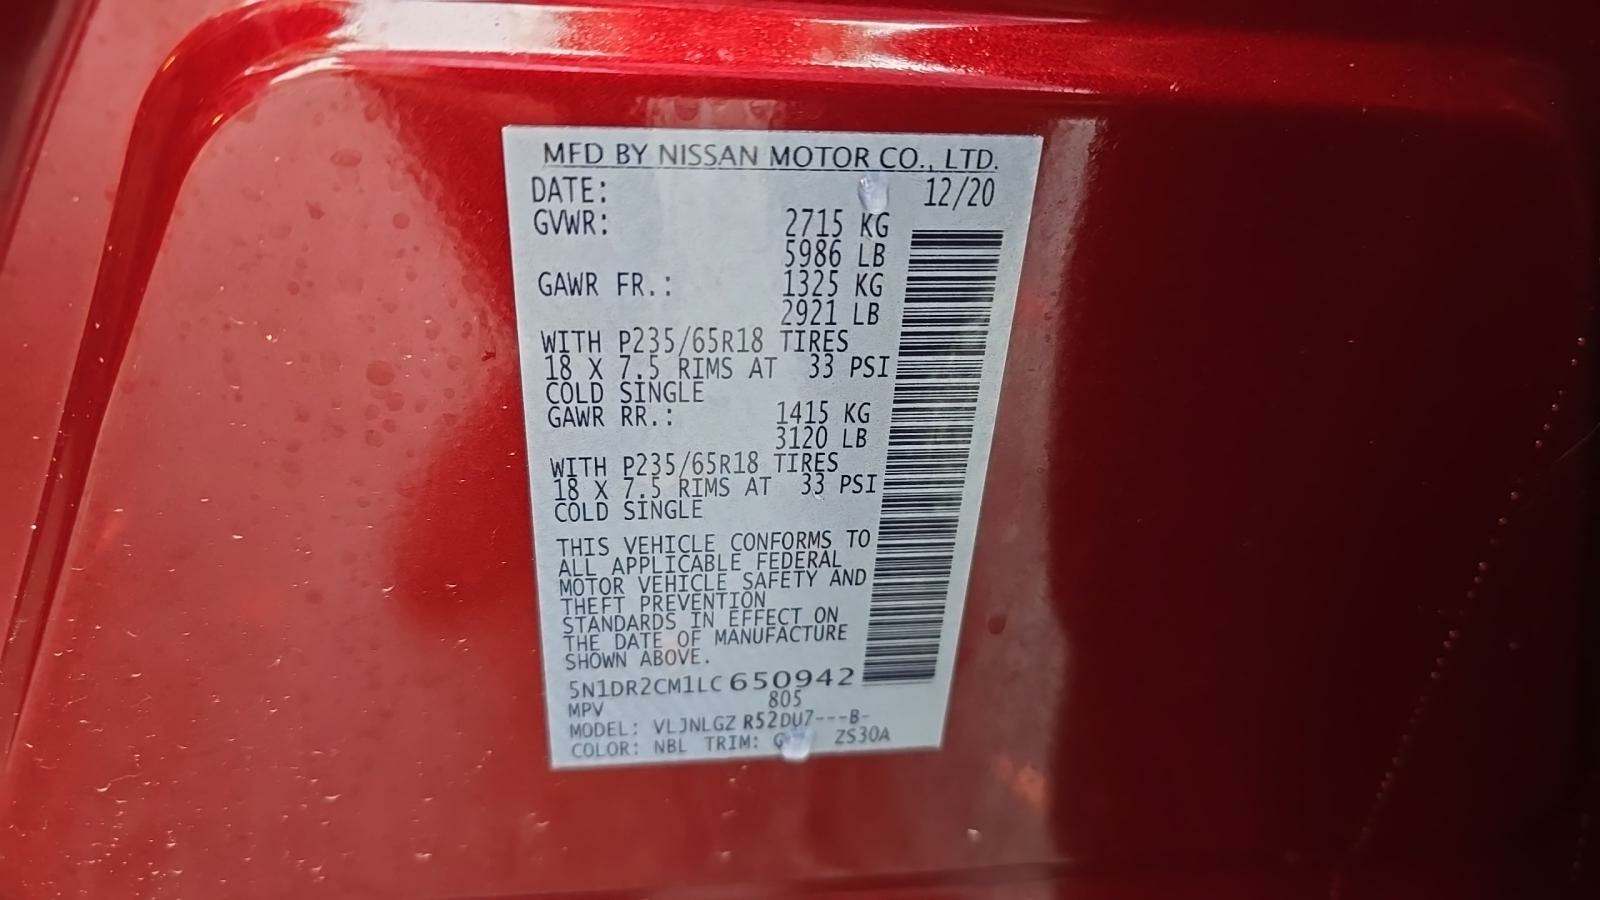 MFD BY NISSAN MOTOR CO., LTD.
DATE: 12/20
GVWR: 2715 KG
5986 LB
GAWR FR.: 1325 KG
2921 LB
WITH P235/65R18 TIRES
18 X 7.5 RIMS AT 33 PSI
COLD SINGLE
GAWR RR.: 1415 KG
3120 LB
WITH P235/65R18 TIRES
18 X 7.5 RIMS AT 33 PSI
COLD SINGLE
THIS VEHICLE CONFORMS TO
ALL APPLICABLE FEDERAL
MOTOR VEHICLE SAFETY AND
THEFT PREVENTION
STANDARDS IN EFFECT ON
THE DATE OF MANUFACTURE
SHOWN ABOVE.
5N1DR2CM1LC650942
MPV 805
MODEL: VLJNLGZ R52DU7---B-
COLOR: NBL TRIM: ZS30A